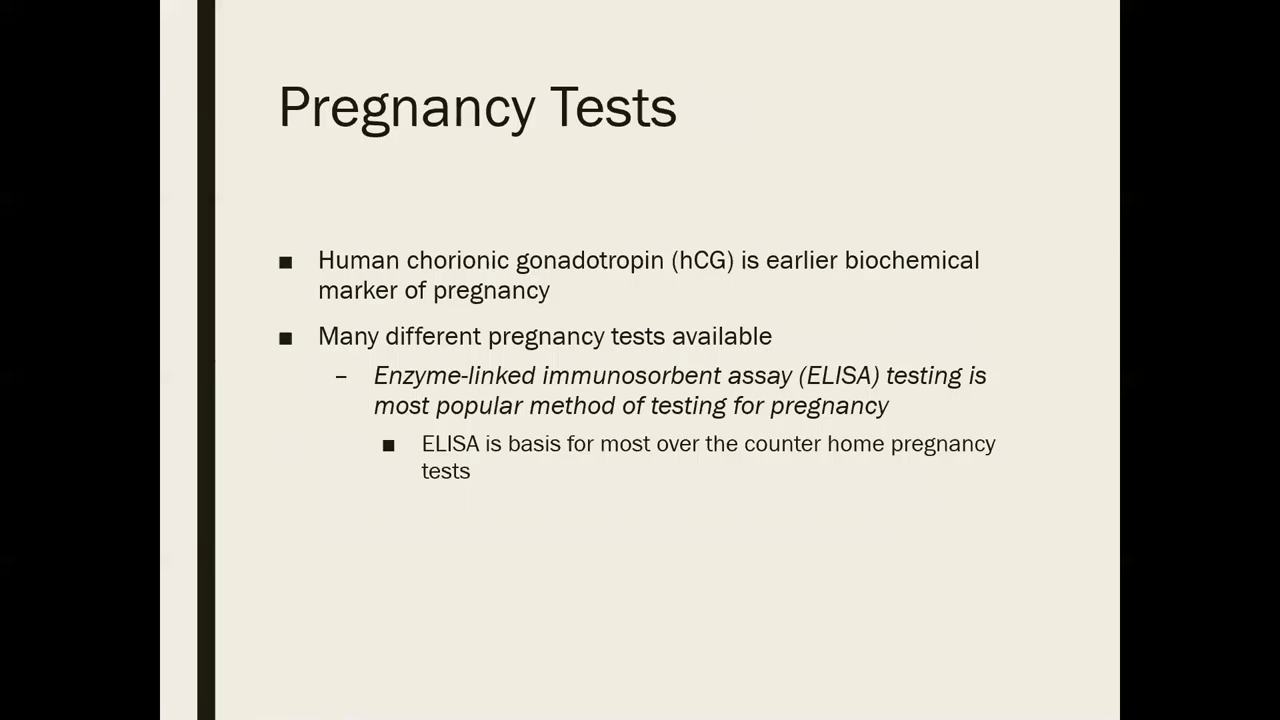 Pregnancy Tests
■ Human chorionic gonadotropin (hCG) is earlier biochemical
marker of pregnancy
■ Many different pregnancy tests available
– Enzyme-linked immunosorbent assay (ELISA) testing is
most popular method of testing for pregnancy
■ ELISA is basis for most over the counter home pregnancy
tests